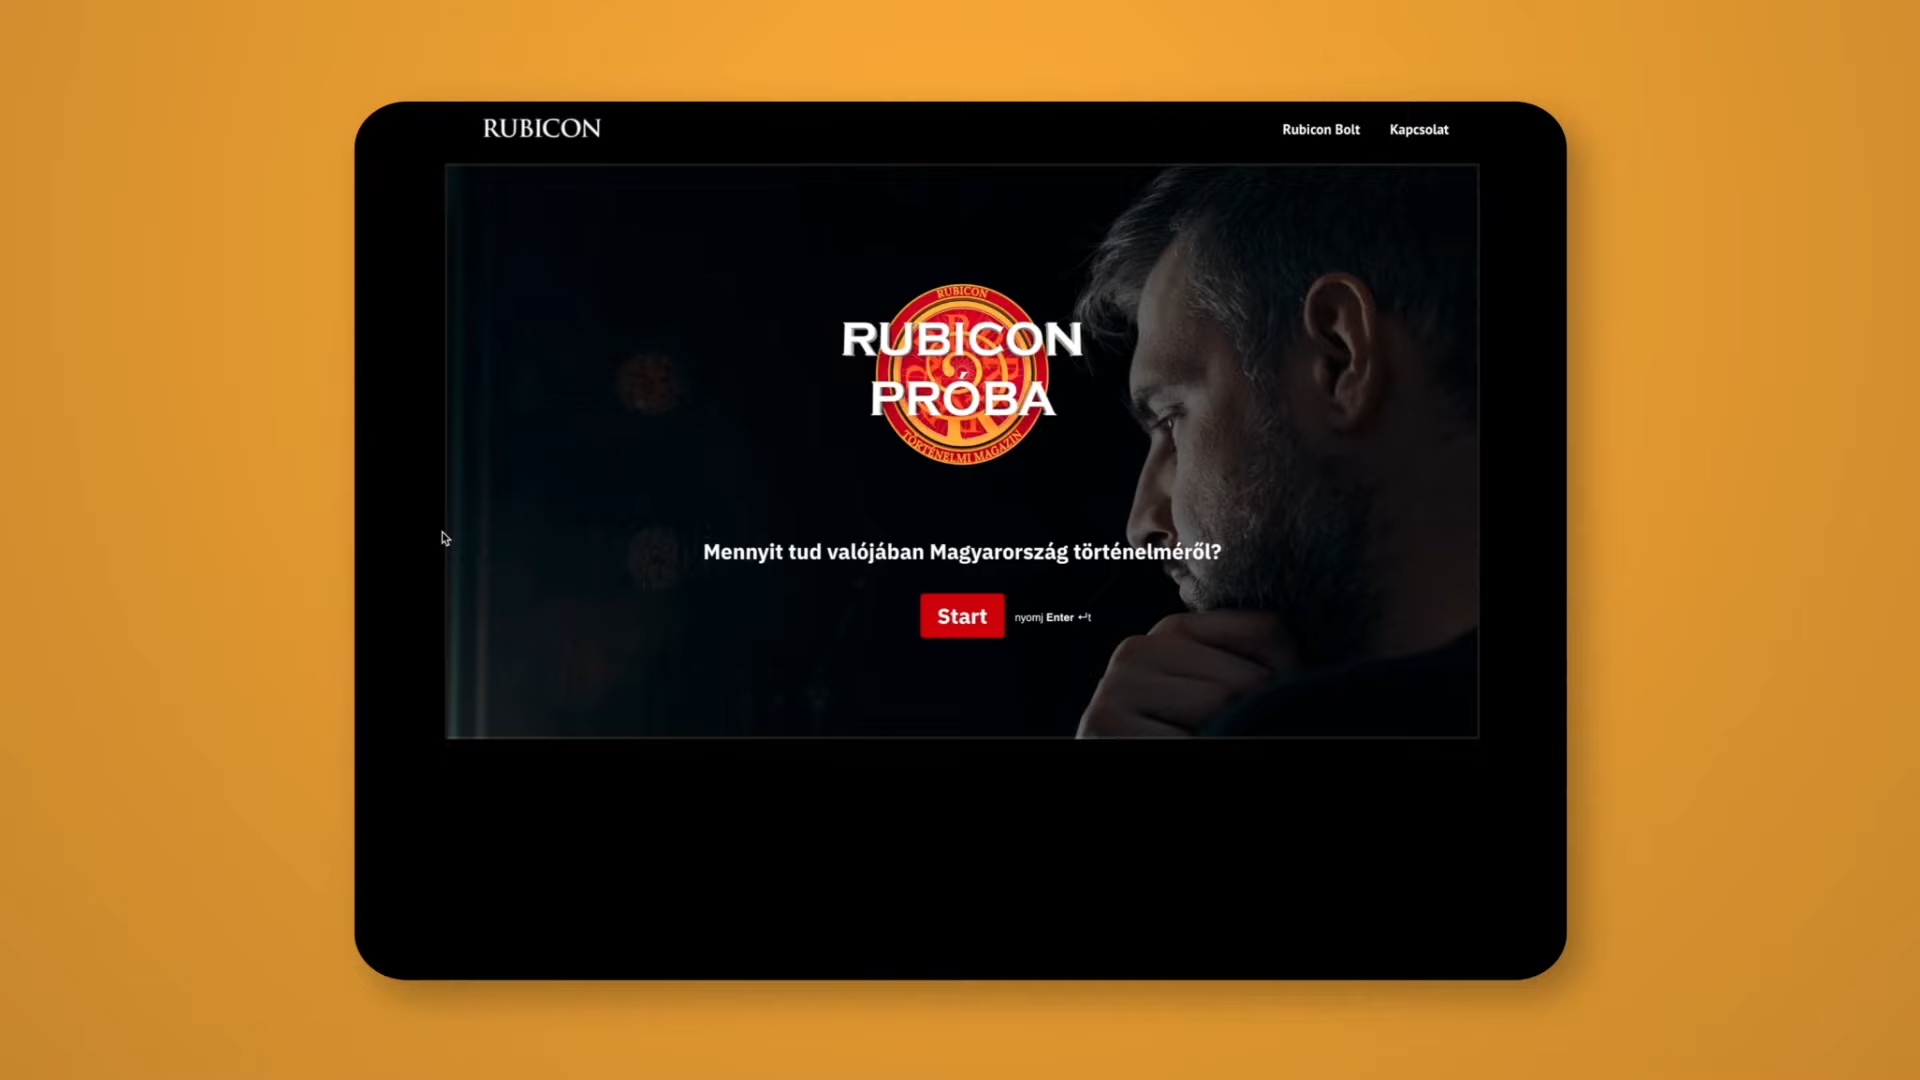 RUBICON
Rubicon Bolt
Kapcsolat
RUBICON
RUBICON
PRÓBA
TÖRTÉNELMI MAGAZIN
Mennyit tud valójában Magyarország történelméről?
Start
nyomj Enter ↵t